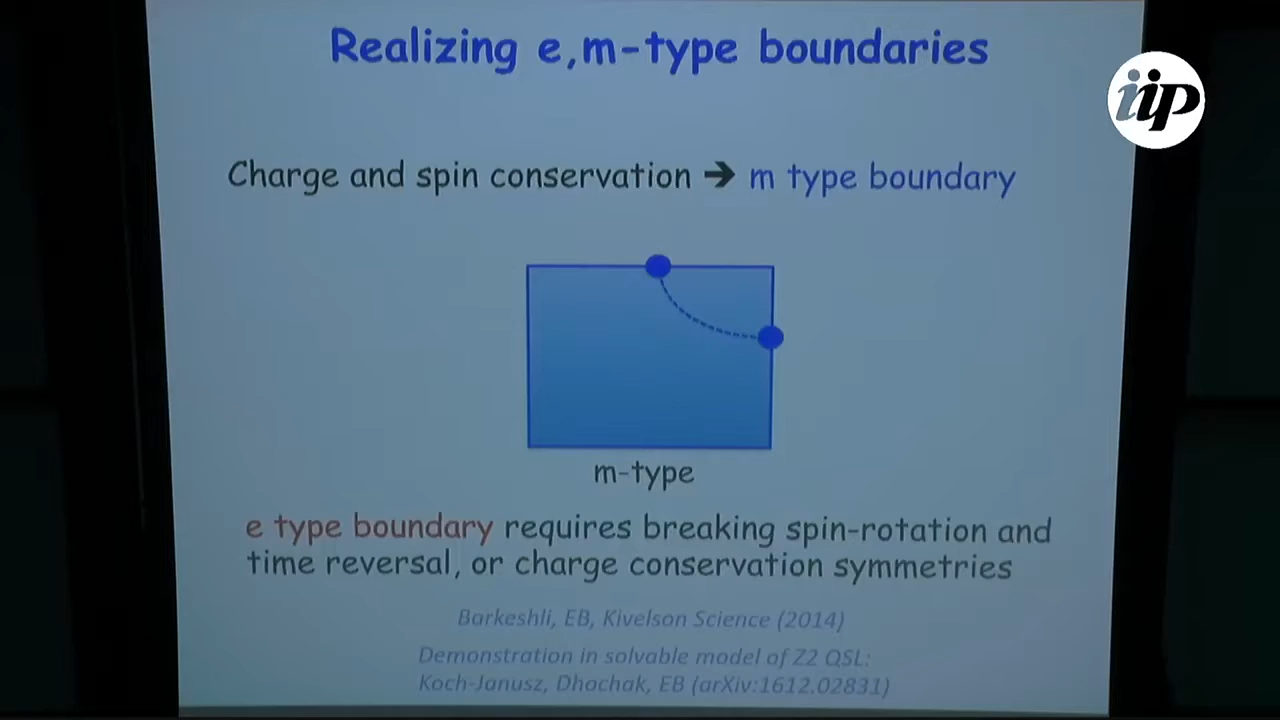 Realizing e,m-type boundaries
iip
Charge and spin conservation ➔ m type boundary
m-type
e type boundary requires breaking spin-rotation and
time reversal, or charge conservation symmetries
Barkeshli, EB, Kivelson Science (2014)
Demonstration in solvable model of Z2 QSL:
Koch-Janusz, Dhochak, EB (arXiv:1612.02831)